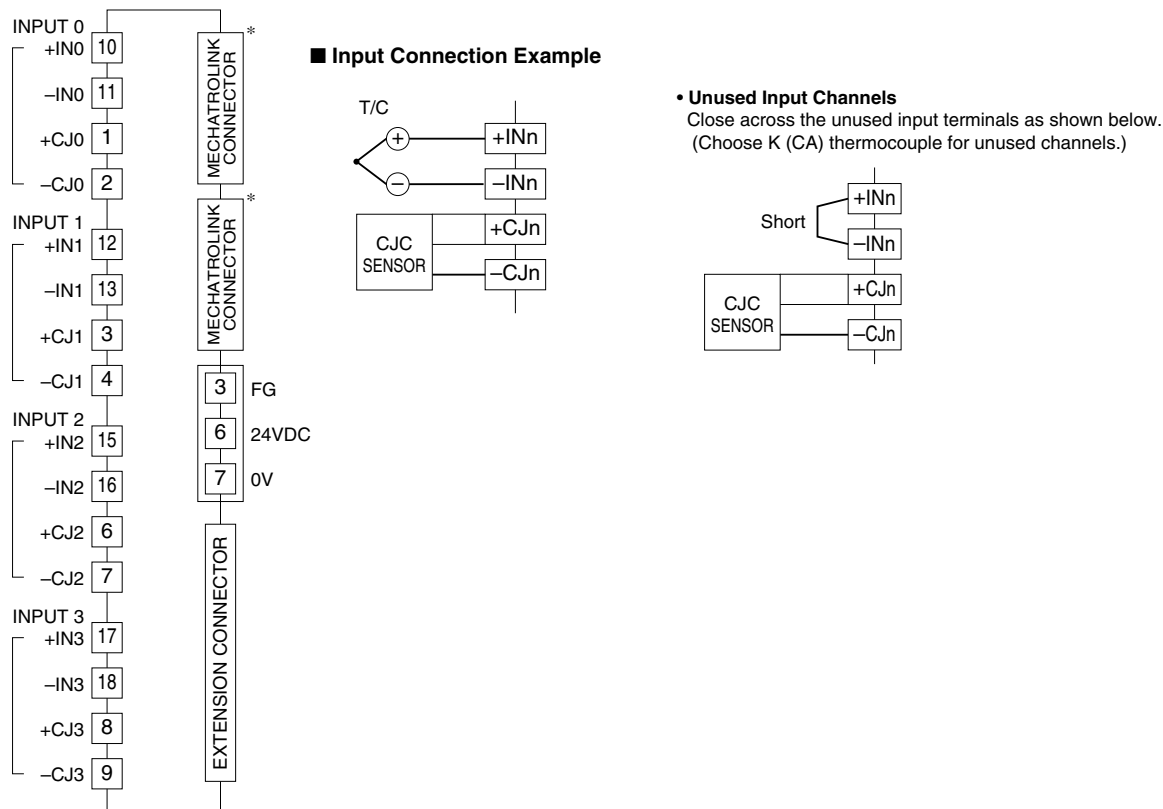 INPUT 0
+IN0 10
–IN0 11
+CJ0 1
–CJ0 2
INPUT 1
+IN1 12
–IN1 13
+CJ1 3
–CJ1 4
INPUT 2
+IN2 15
–IN2 16
+CJ2 6
–CJ2 7
INPUT 3
+IN3 17
–IN3 18
+CJ3 8
–CJ3 9
MECHATROLINK
CONNECTOR
*
MECHATROLINK
CONNECTOR
*
3 FG
6 24VDC
7 0V
EXTENSION CONNECTOR
■ Input Connection Example
T/C
+
–
+INn
–INn
CJC
SENSOR
+CJn
–CJn
• Unused Input Channels
Close across the unused input terminals as shown below.
(Choose K (CA) thermocouple for unused channels.)
Short
+INn
–INn
CJC
SENSOR
+CJn
–CJn